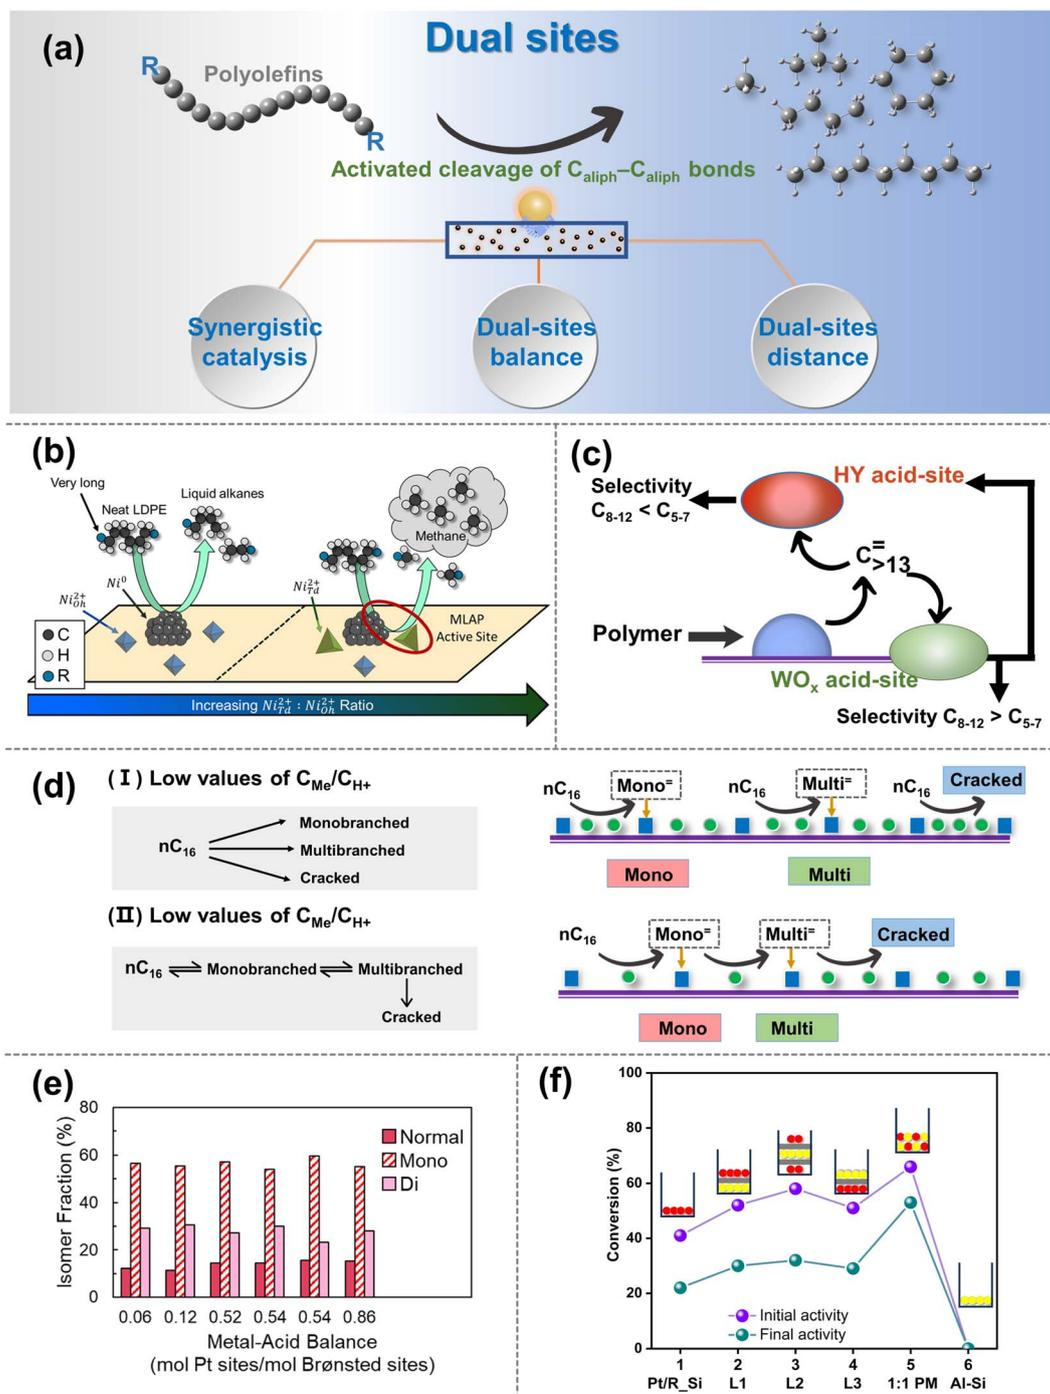 (a)
Dual sites
R
Polyolefins
R
Activated cleavage of Caliph–Caliph bonds
Synergistic
catalysis
Dual-sites
balance
Dual-sites
distance
(b)
Very long
Neat LDPE
Liquid alkanes
Methane
Ni²⁺Oh
Ni⁰
Ni²⁺Td
MLAP
Active Site
C
H
R
Increasing Ni²⁺Td : Ni²⁺Oh Ratio
(c)
Selectivity
C8-12 < C5-7
HY acid-site
C=>13
Polymer
WOx acid-site
Selectivity C8-12 > C5-7
(d)
(Ⅰ) Low values of CMe/CH+
nC16
Monobranched
Multibranched
Cracked
nC16
Mono=
nC16
Multi=
nC16
Cracked
Mono
Multi
(Ⅱ) Low values of CMe/CH+
nC16 ⇌ Monobranched ⇌ Multibranched
Cracked
nC16
Mono=
Multi=
Cracked
Mono
Multi
(e)
Isomer Fraction (%)
80
60
40
20
0
Normal
Mono
Di
0.06 0.12 0.52 0.54 0.54 0.86
Metal-Acid Balance
(mol Pt sites/mol Brønsted sites)
(f)
Conversion (%)
100
80
60
40
20
0
Initial activity
Final activity
1 2 3 4 5 6
Pt/R_Si L1 L2 L3 1:1 PM Al-Si